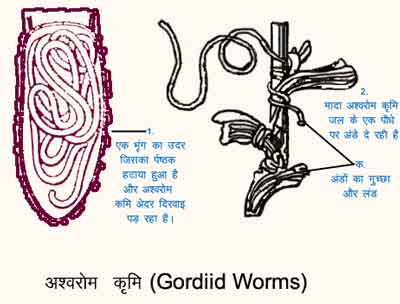 1.
एक भृंग का उदर
जिसका पृष्ठक
हटाया हुआ है
और अश्वरोम
कमि अेदर दिरवाइ
पड़ रहा है।
2.
मादा अश्वरोम कृमि
जल के एक पौधे
पर अंडे दे रही है
क.
अंडों का गुच्छा
और लंड
अश्वरोम कृमि (Gordiid Worms)